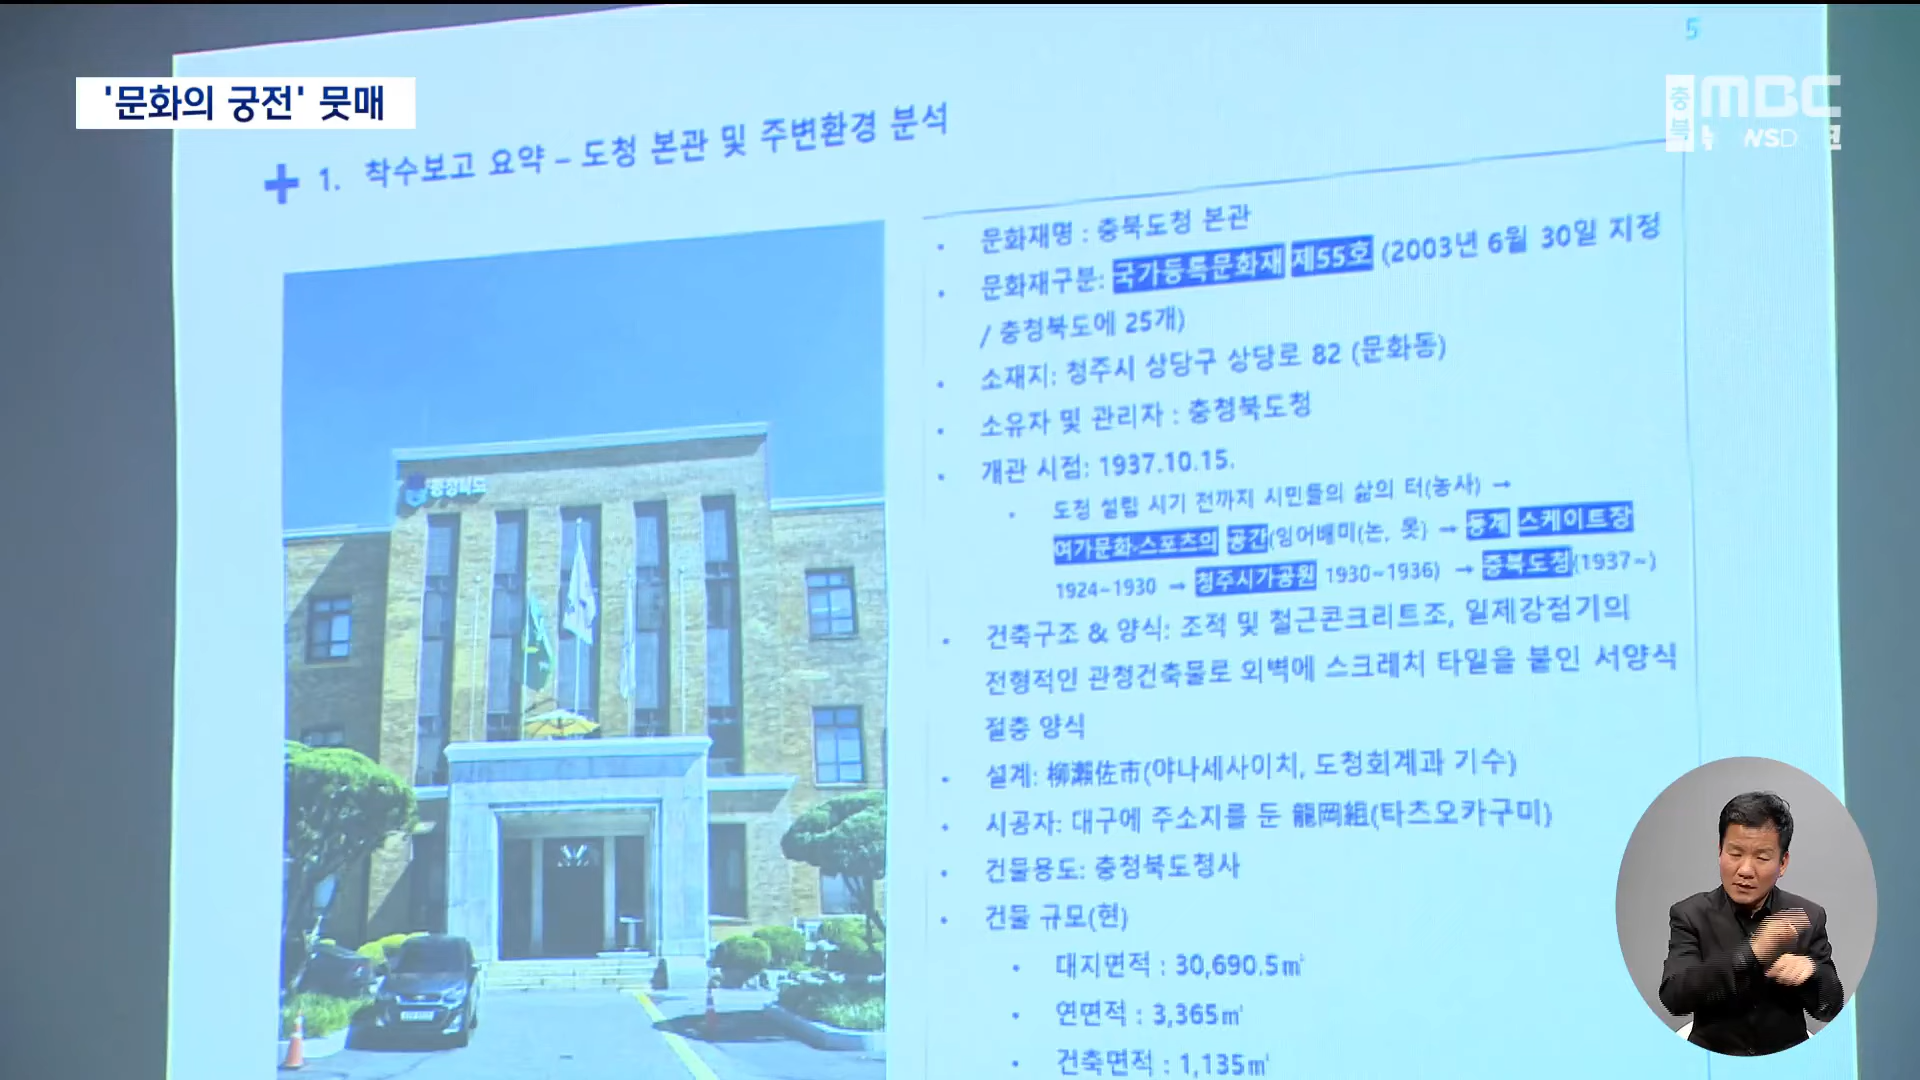 5
'문화의 궁전' 뭇매
충북 MBC
NSD
1. 착수보고 요약 – 도청 본관 및 주변환경 분석
충청북도
• 문화재명 : 충북도청 본관
• 문화재구분: 국가등록문화재 제55호 (2003년 6월 30일 지정
/ 충청북도에 25개)
• 소재지: 청주시 상당구 상당로 82 (문화동)
• 소유자 및 관리자 : 충청북도청
• 개관 시점: 1937.10.15.
• 도청 설립 시기 전까지 시민들의 삶의 터(농사) →
여가문화·스포츠의 공간(잉어배미(논, 못) → 동계 스케이트장
1924~1930 → 청주시가공원 1930~1936) → 충북도청(1937~)
• 건축구조 & 양식: 조적 및 철근콘크리트조, 일제강점기의
전형적인 관청건축물로 외벽에 스크레치 타일을 붙인 서양식
절충 양식
• 설계: 柳瀨佐市(야나세사이치, 도청회계과 기수)
• 시공자: 대구에 주소지를 둔 龍岡組(타츠오카구미)
• 건물용도: 충청북도청사
• 건물 규모(현)
• 대지면적 : 30,690.5㎡
• 연면적 : 3,365㎡
• 건축면적 : 1,135㎡